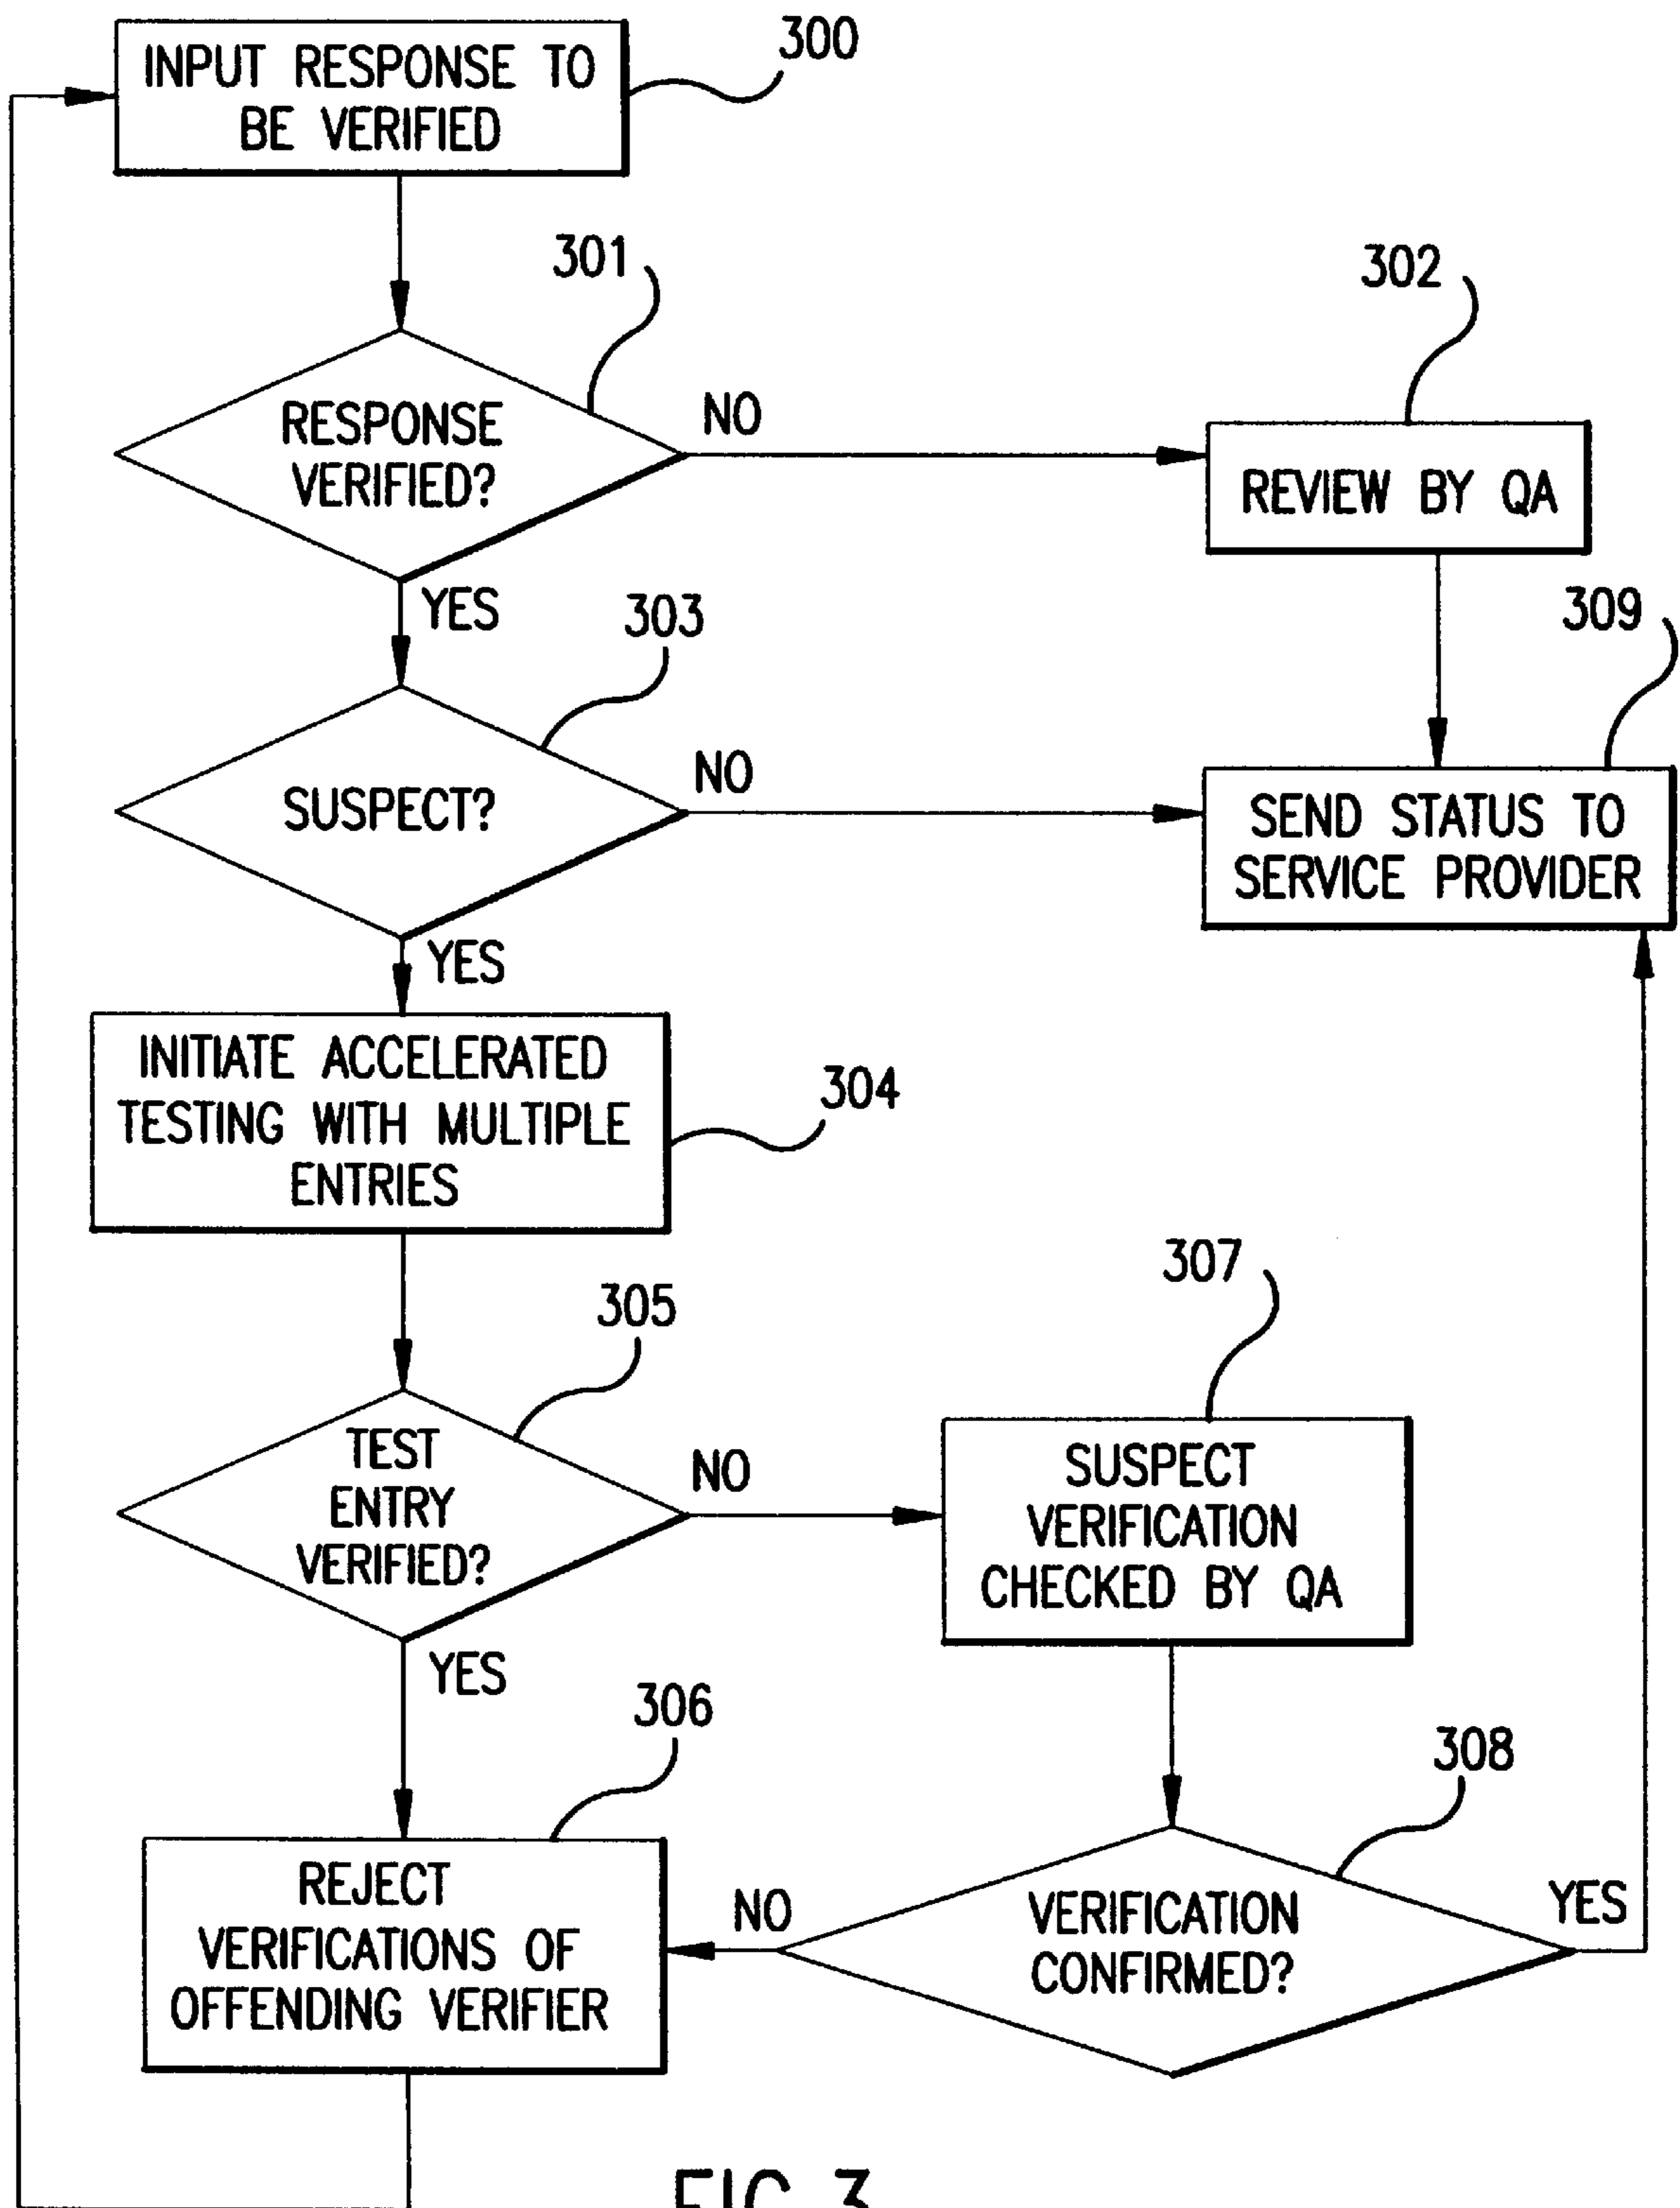 300
INPUT RESPONSE TO
BE VERIFIED
301
302
RESPONSE
VERIFIED?
NO
REVIEW BY QA
YES
303
309
SUSPECT?
NO
SEND STATUS TO
SERVICE PROVIDER
YES
INITIATE ACCELERATED
TESTING WITH MULTIPLE
ENTRIES
304
305
307
TEST
ENTRY
VERIFIED?
NO
SUSPECT
VERIFICATION
CHECKED BY QA
YES
306
308
REJECT
VERIFICATIONS OF
OFFENDING VERIFIER
NO
VERIFICATION
CONFIRMED?
YES
FIG.3